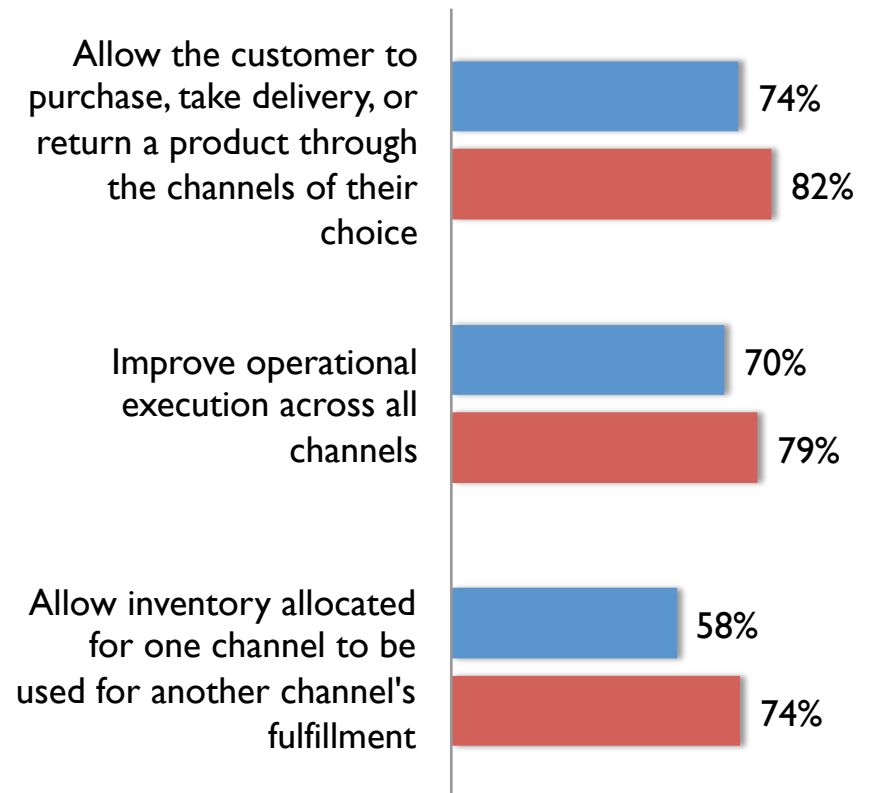 Allow the customer to
purchase, take delivery, or
return a product through
the channels of their
choice
74%
82%
Improve operational
execution across all
channels
70%
79%
Allow inventory allocated
for one channel to be
used for another channel's
fulfillment
58%
74%